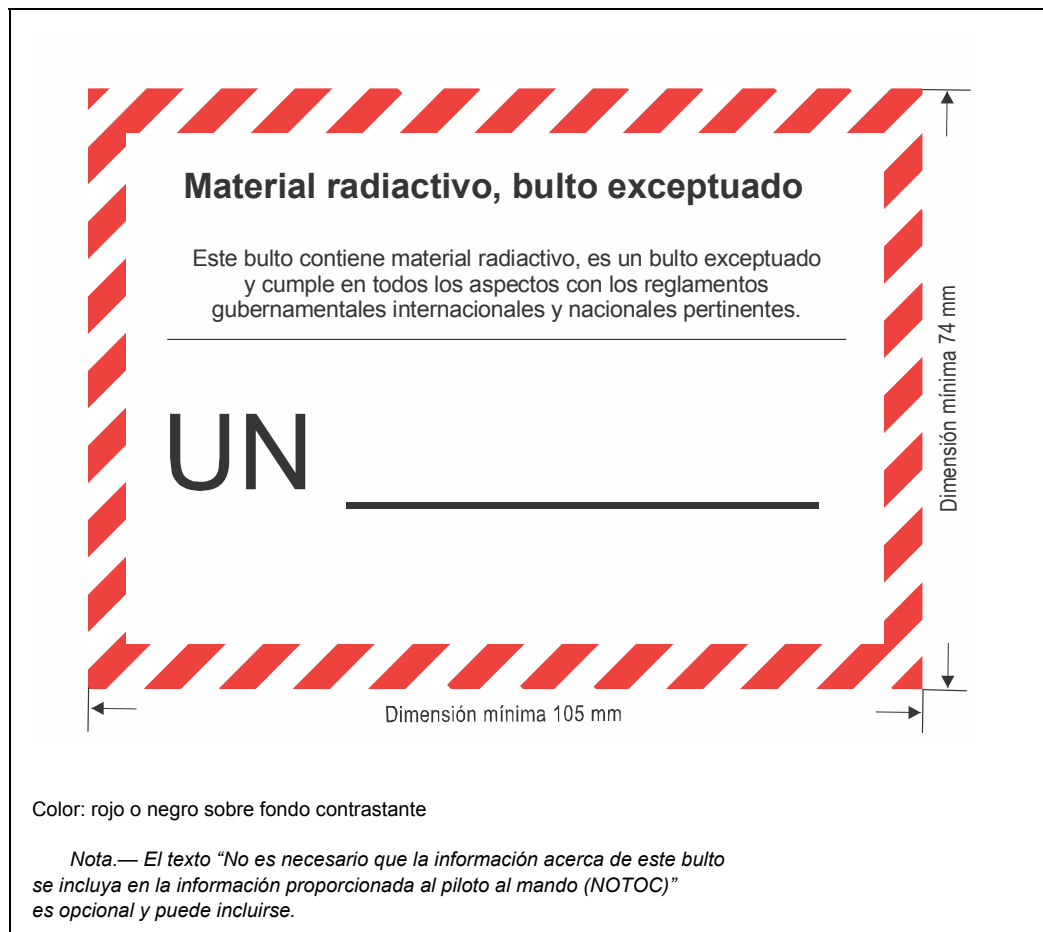 Material radiactivo, bulto exceptuado
Este bulto contiene material radiactivo, es un bulto exceptuado
y cumple en todos los aspectos con los reglamentos
gubernamentales internacionales y nacionales pertinentes.
UN
Dimensión mínima 74 mm
Dimensión mínima 105 mm
Color: rojo o negro sobre fondo contrastante
Nota.— El texto “No es necesario que la información acerca de este bulto
se incluya en la información proporcionada al piloto al mando (NOTOC)”
es opcional y puede incluirse.